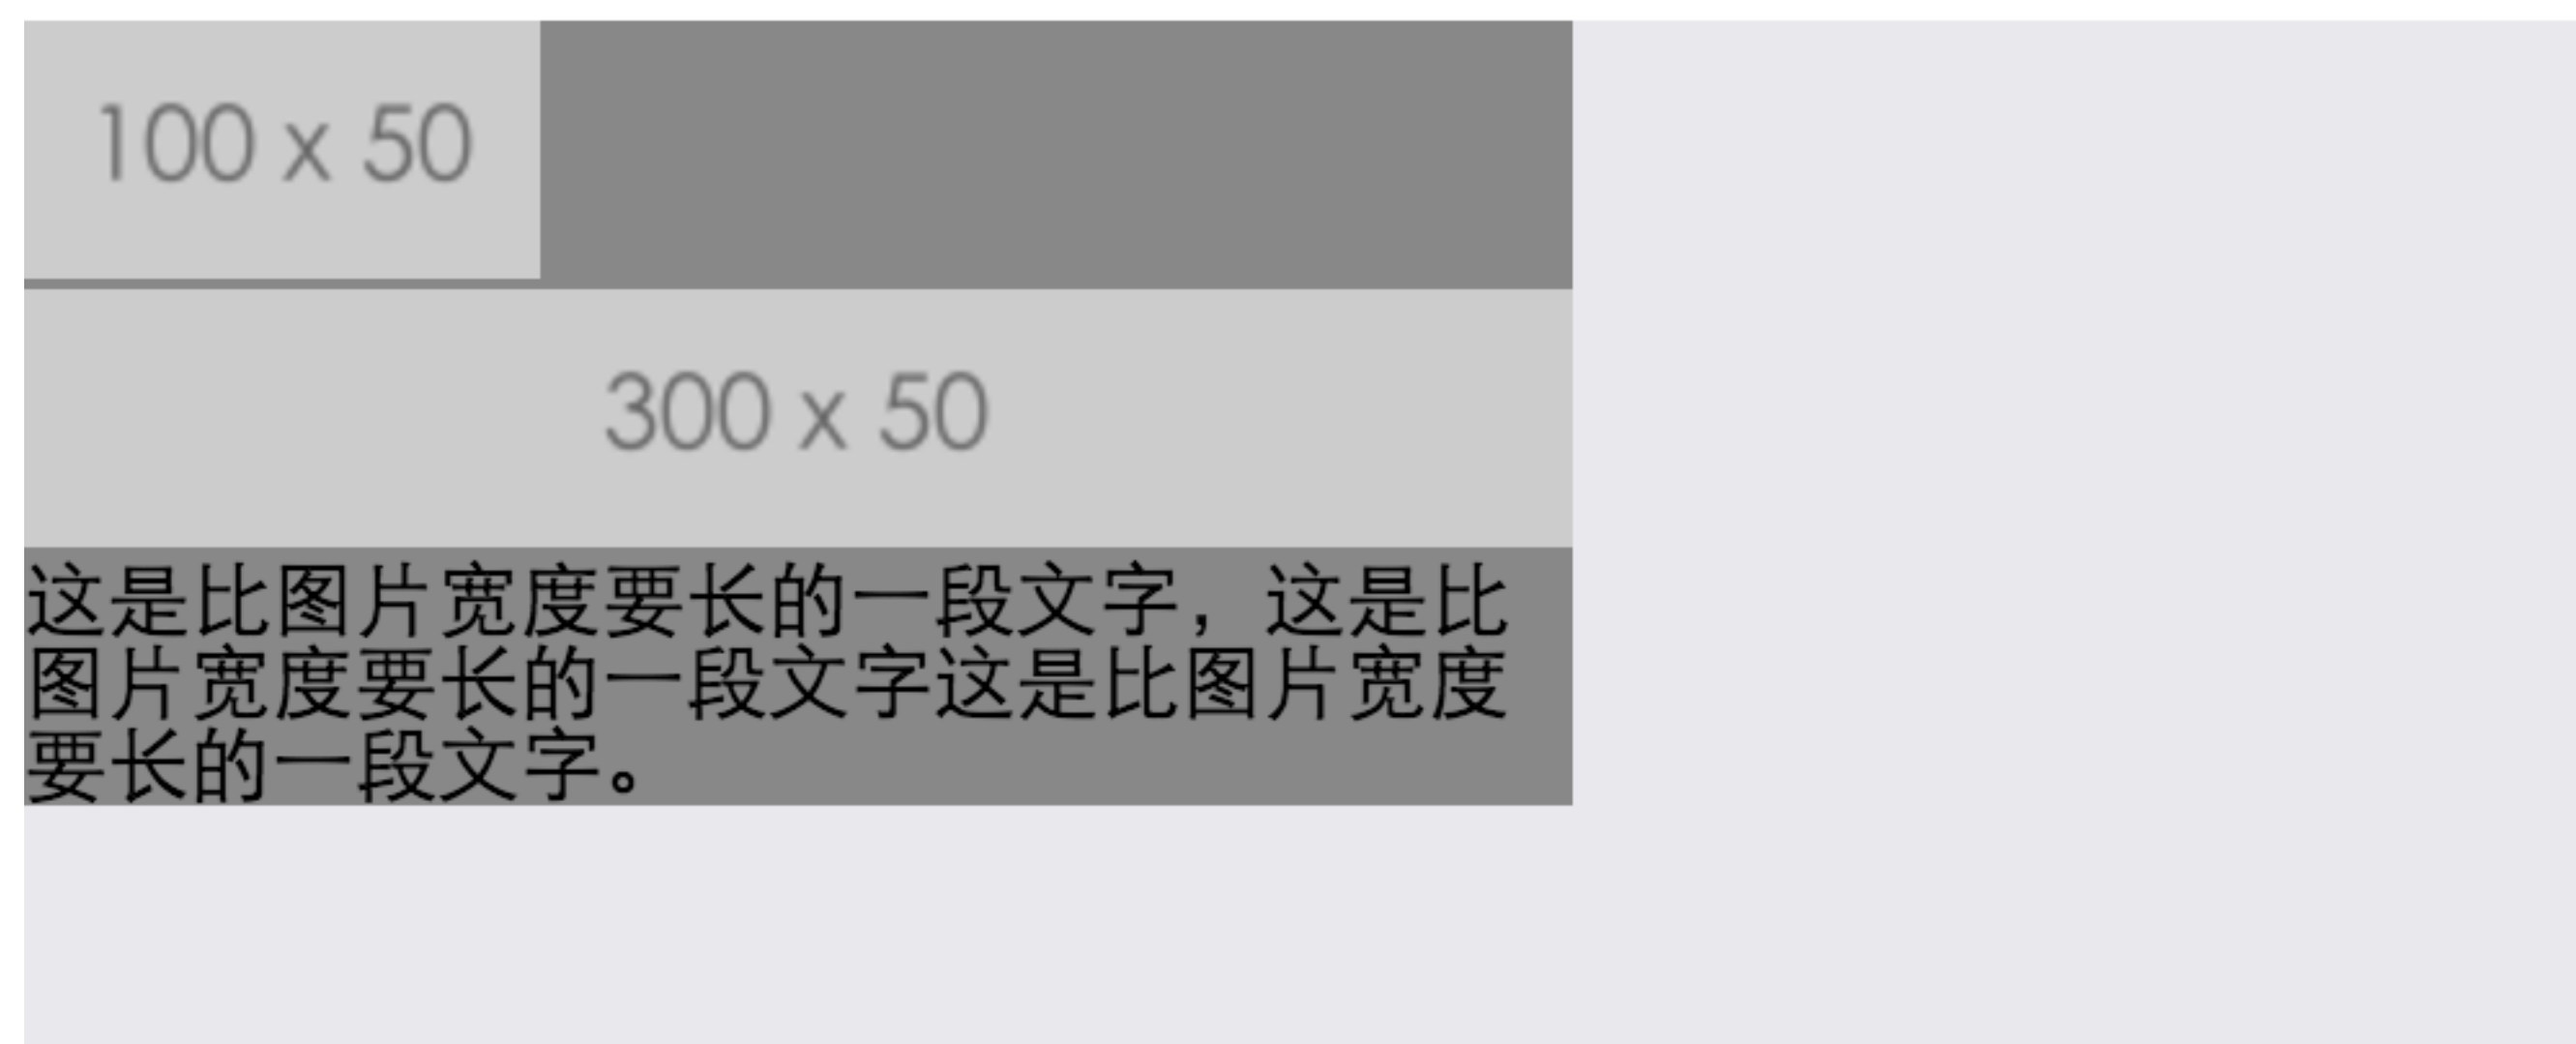 100 x 50
300 x 50
这是比图片宽度要长的一段文字，这是比
图片宽度要长的一段文字这是比图片宽度
要长的一段文字。